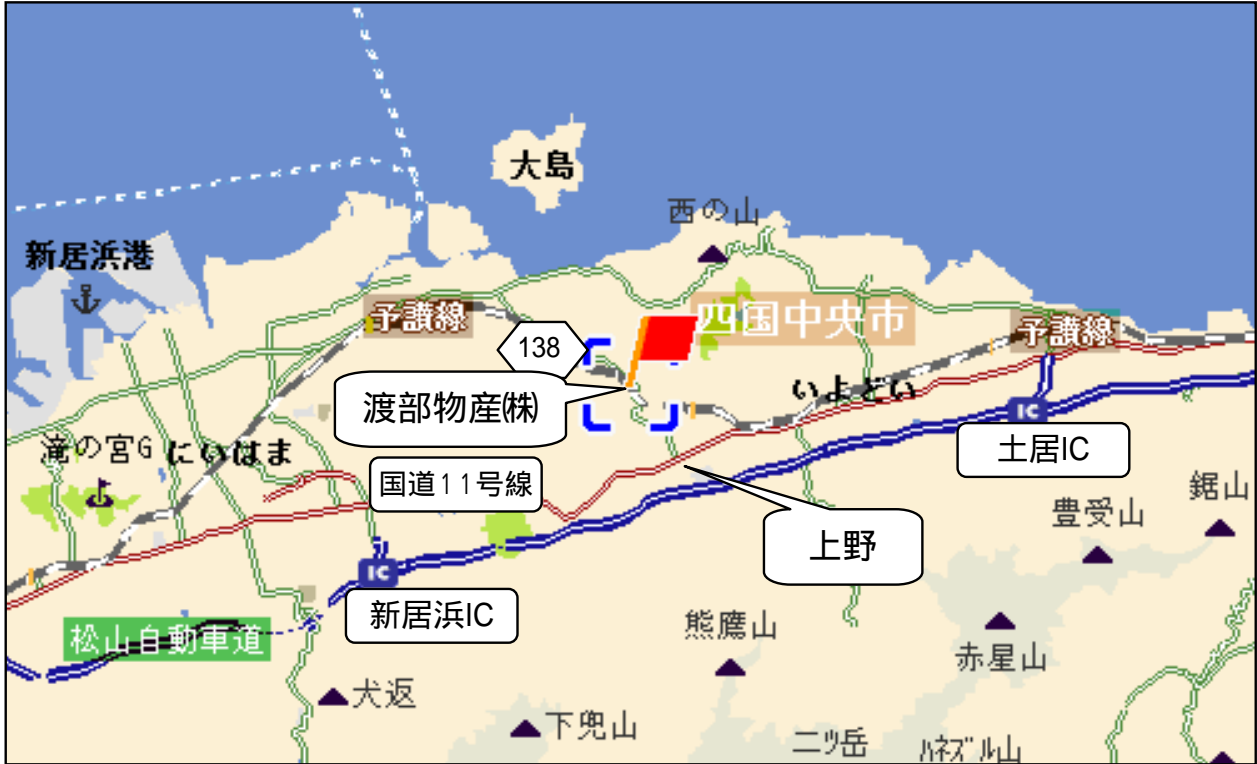 大島
西の山
新居浜港
予讃線
四国中央市
予讃線
138
渡部物産㈱
いよどい
IC
土居IC
滝の宮G
にいはま
国道11号線
鋸山
豊受山
上野
IC
新居浜IC
熊鷹山
松山自動車道
赤星山
犬返
下兜山
二ツ岳
ハネズル山